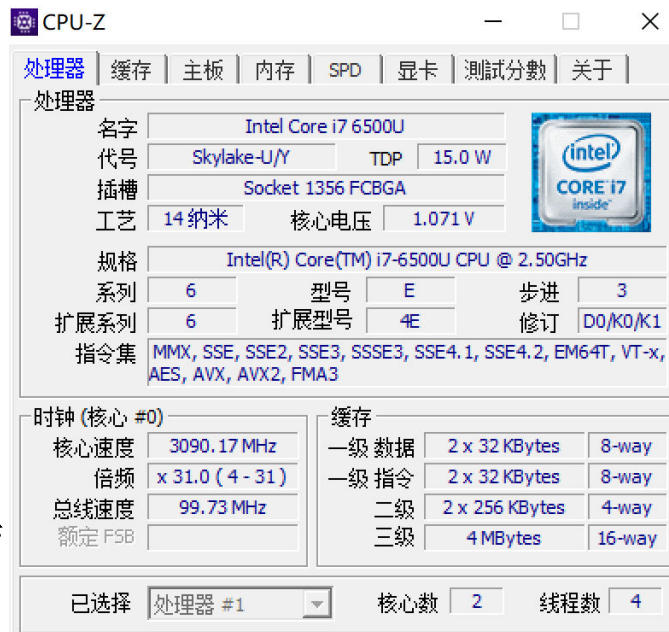 CPU-Z
处理器 缓存 主板 内存 SPD 显卡 測試分數 关于
处理器
名字 Intel Core i7 6500U
代号 Skylake-U/Y TDP 15.0 W
插槽 Socket 1356 FCBGA
工艺 14 纳米 核心电压 1.071 V
intel
CORE i7
inside
规格 Intel(R) Core(TM) i7-6500U CPU @ 2.50GHz
系列 6 型号 E 步进 3
扩展系列 6 扩展型号 4E 修订 D0/K0/K1
指令集 MMX, SSE, SSE2, SSE3, SSSE3, SSE4.1, SSE4.2, EM64T, VT-x,
AES, AVX, AVX2, FMA3
时钟 (核心 #0) 缓存
核心速度 3090.17 MHz 一级 数据 2 x 32 KBytes 8-way
倍频 x 31.0 ( 4 - 31 ) 一级 指令 2 x 32 KBytes 8-way
总线速度 99.73 MHz 二级 2 x 256 KBytes 4-way
额定 FSB 三级 4 MBytes 16-way
已选择 处理器 #1 核心数 2 线程数 4